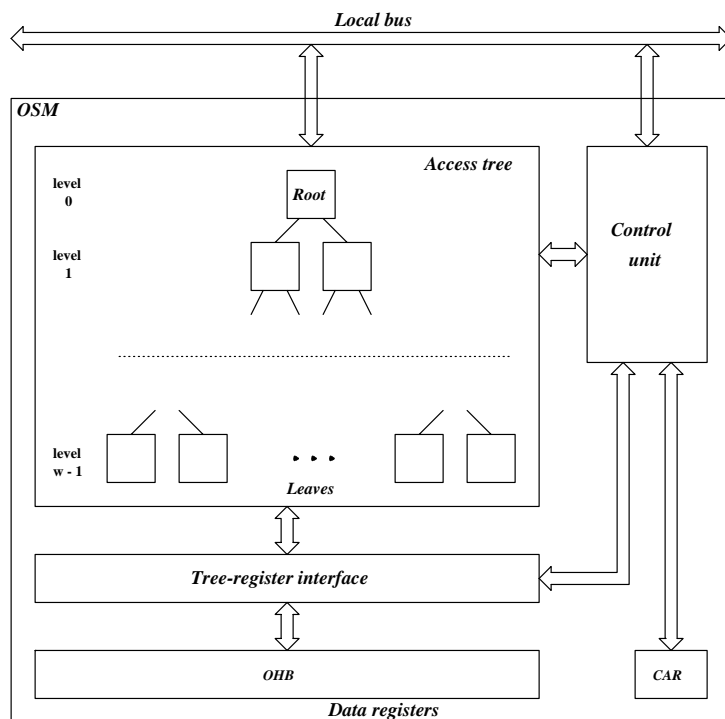 Local bus
OSM
Access tree
level
0
Root
level
1
Control
unit
level
w - 1
Leaves
Tree-register interface
OHB
CAR
Data registers